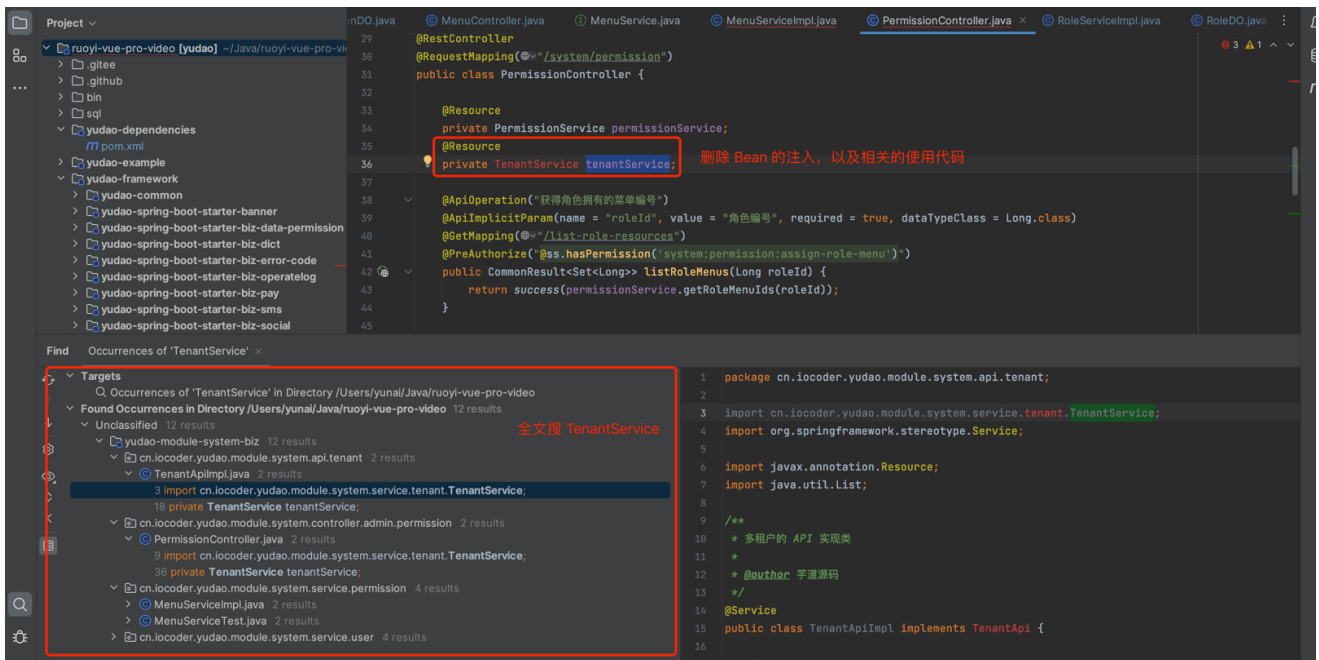 Project
nDO.java
MenuController.java
MenuService.java
MenuServiceImpl.java
PermissionController.java
RoleServiceImpl.java
RoleDO.java
ruoyi-vue-pro-video [yudao] ~/Java/ruoyi-vue-pro-vi
.gitee
.github
bin
sql
yudao-dependencies
pom.xml
yudao-example
yudao-framework
yudao-common
yudao-spring-boot-starter-banner
yudao-spring-boot-starter-biz-data-permission
yudao-spring-boot-starter-biz-dict
yudao-spring-boot-starter-biz-error-code
yudao-spring-boot-starter-biz-operatelog
yudao-spring-boot-starter-biz-pay
yudao-spring-boot-starter-biz-sms
yudao-spring-boot-starter-biz-social
3 1
29 @RestController
30 @RequestMapping("/system/permission")
31 public class PermissionController {
32
33 @Resource
34 private PermissionService permissionService;
35 @Resource
36 private TenantService tenantService;
删除 Bean 的注入，以及相关的使用代码
37
38 @ApiOperation("获得角色拥有的菜单编号")
39 @ApiImplicitParam(name = "roleId", value = "角色编号", required = true, dataTypeClass = Long.class)
40 @GetMapping("/list-role-resources")
41 @PreAuthorize("@ss.hasPermission('system:permission:assign-role-menu')")
42 public CommonResult<Set<Long>> listRoleMenus(Long roleId) {
43 return success(permissionService.getRoleMenuIds(roleId));
44 }
45
Find Occurrences of 'TenantService'
Targets
Occurrences of 'TenantService' in Directory /Users/yunai/Java/ruoyi-vue-pro-video
Found Occurrences in Directory /Users/yunai/Java/ruoyi-vue-pro-video 12 results
Unclassified 12 results
全文搜 TenantService
yudao-module-system-biz 12 results
cn.iocoder.yudao.module.system.api.tenant 2 results
TenantApiImpl.java 2 results
3 import cn.iocoder.yudao.module.system.service.tenant.TenantService;
18 private TenantService tenantService;
cn.iocoder.yudao.module.system.controller.admin.permission 2 results
PermissionController.java 2 results
9 import cn.iocoder.yudao.module.system.service.tenant.TenantService;
36 private TenantService tenantService;
cn.iocoder.yudao.module.system.service.permission 4 results
MenuServiceImpl.java 2 results
MenuServiceTest.java 2 results
cn.iocoder.yudao.module.system.service.user 4 results
1 package cn.iocoder.yudao.module.system.api.tenant;
2
3 import cn.iocoder.yudao.module.system.service.tenant.TenantService;
4 import org.springframework.stereotype.Service;
5
6 import javax.annotation.Resource;
7 import java.util.List;
8
9 /**
10 * 多租户的 API 实现类
11 *
12 * @author 芋道源码
13 */
14 @Service
15 public class TenantApiImpl implements TenantApi {
16